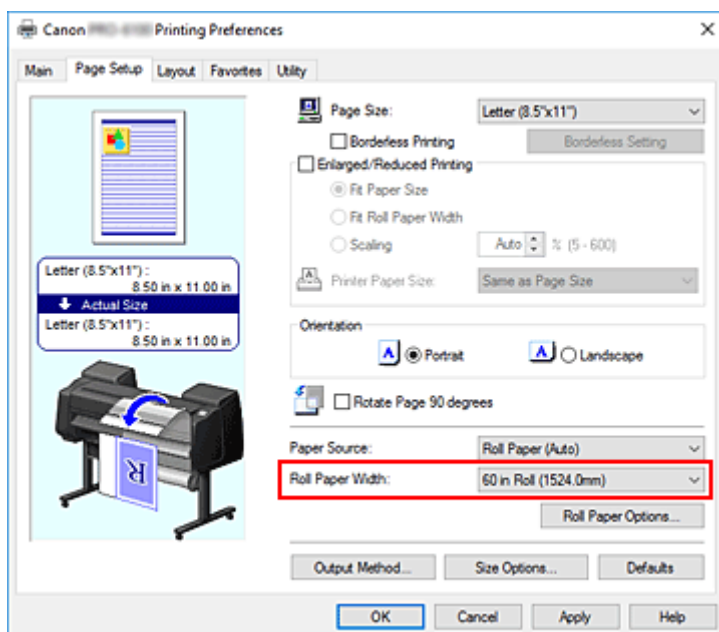 Canon Printing Preferences
Main Page Setup Layout Favorites Utility
Page Size: Letter (8.5"x11")
Borderless Printing Borderless Setting
Enlarged/Reduced Printing
Fit Paper Size
Fit Roll Paper Width
Scaling Auto % (5 - 600)
Printer Paper Size: Same as Page Size
Letter (8.5"x11") :
8.50 in x 11.00 in
Actual Size
Letter (8.5"x11") :
8.50 in x 11.00 in
Orientation
A Portrait A Landscape
Rotate Page 90 degrees
Paper Source: Roll Paper (Auto)
Roll Paper Width: 60 in Roll (1524.0mm)
R
Roll Paper Options...
Output Method... Size Options... Defaults
OK Cancel Apply Help